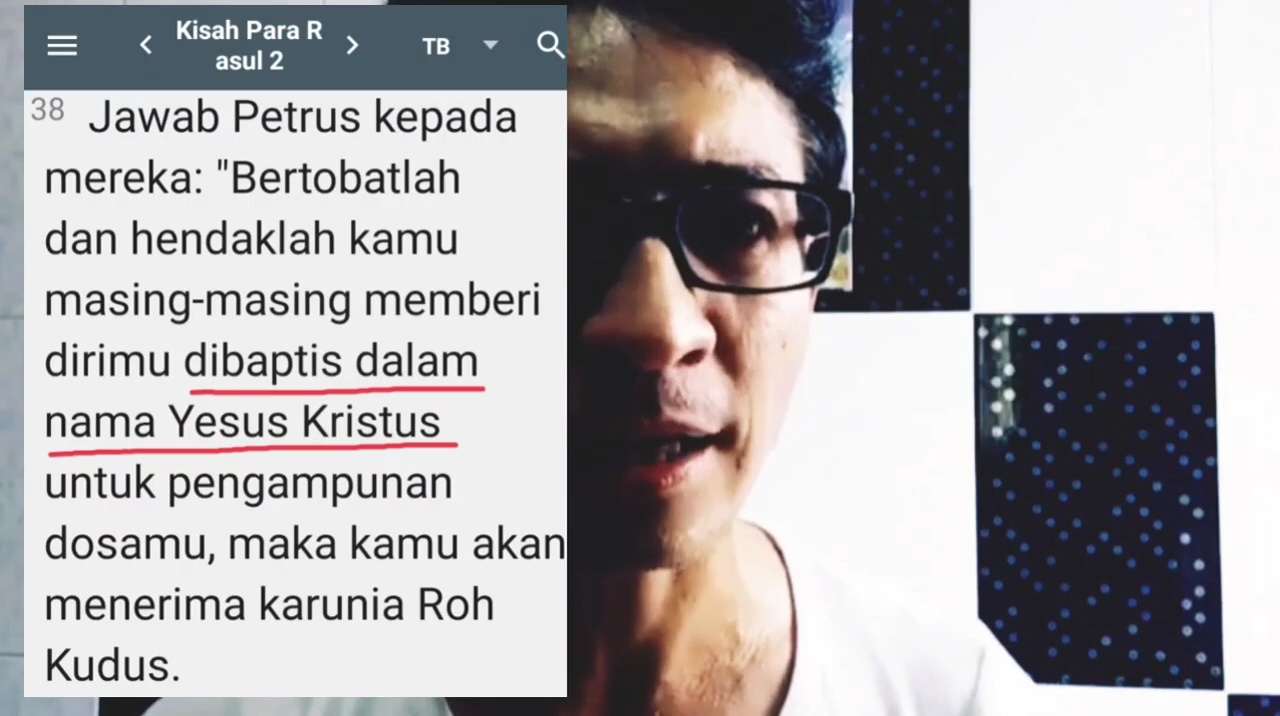 Kisah Para R
asul 2
TB
38 Jawab Petrus kepada
mereka: "Bertobatlah
dan hendaklah kamu
masing-masing memberi
dirimu dibaptis dalam
nama Yesus Kristus
untuk pengampunan
dosamu, maka kamu akan
menerima karunia Roh
Kudus.